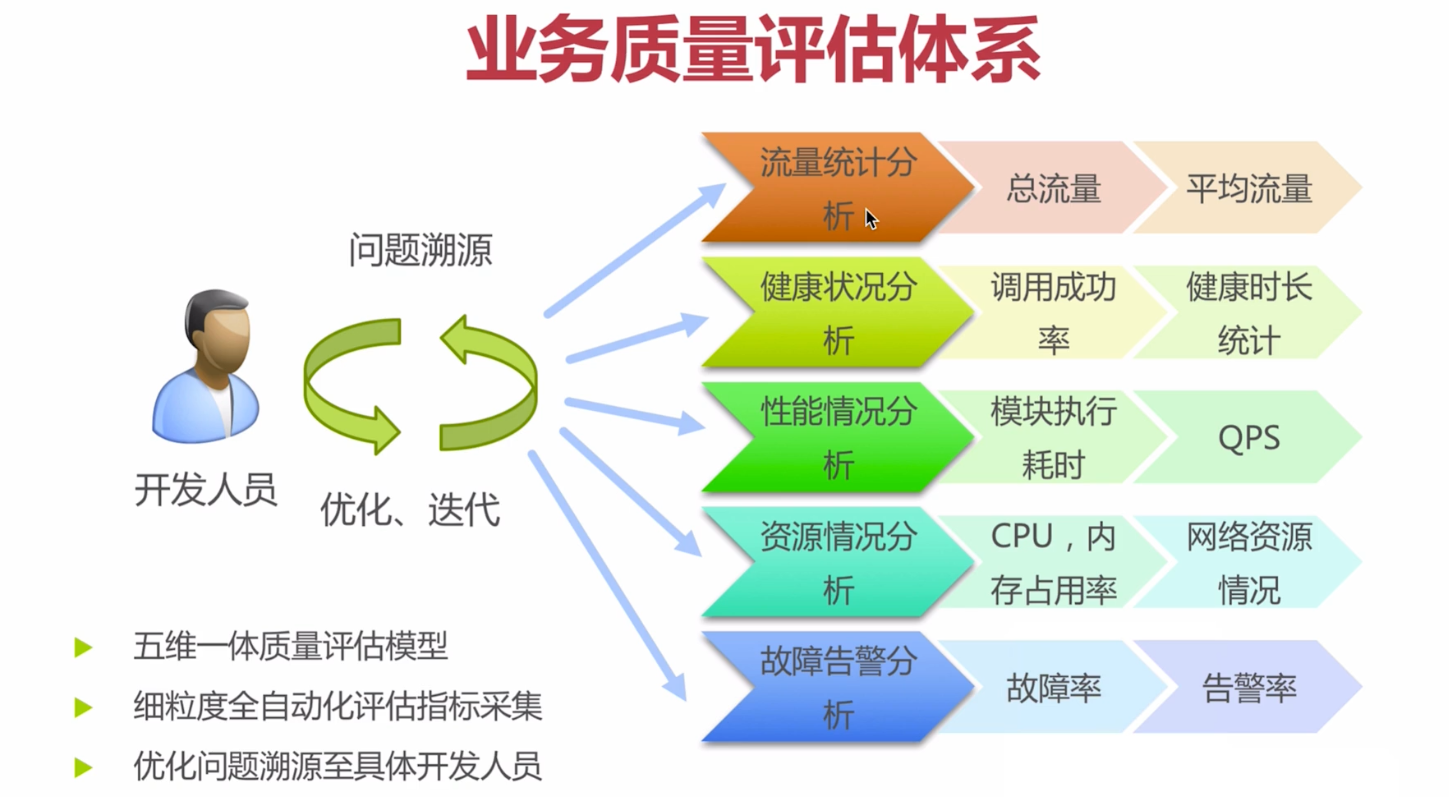 业务质量评估体系
问题溯源
开发人员
优化、迭代
流量统计分
析
总流量
平均流量
健康状况分
析
调用成功
率
健康时长
统计
性能情况分
析
模块执行
耗时
QPS
资源情况分
析
CPU，内
存占用率
网络资源
情况
故障告警分
析
故障率
告警率
五维一体质量评估模型
细粒度全自动化评估指标采集
优化问题溯源至具体开发人员